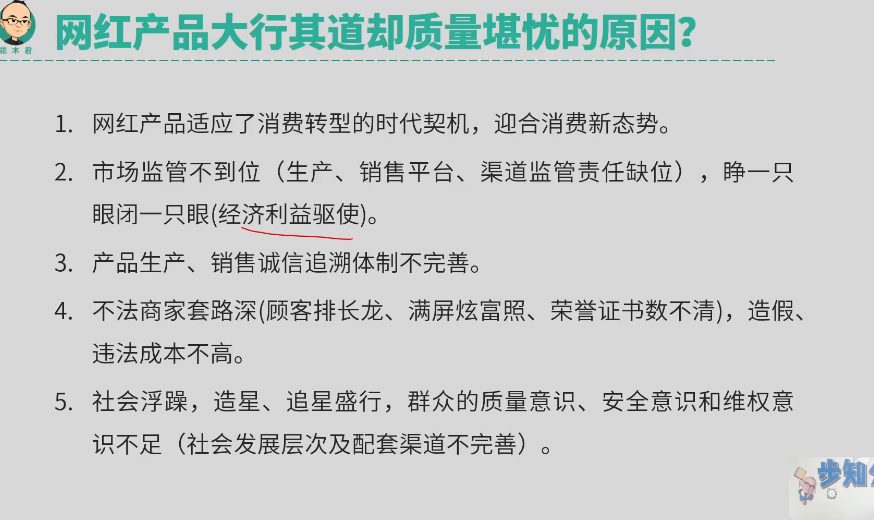 花木君
网红产品大行其道却质量堪忧的原因？
1. 网红产品适应了消费转型的时代契机，迎合消费新态势。
2. 市场监管不到位（生产、销售平台、渠道监管责任缺位），睁一只
眼闭一只眼(经济利益驱使)。
3. 产品生产、销售诚信追溯体制不完善。
4. 不法商家套路深(顾客排长龙、满屏炫富照、荣誉证书数不清)，造假、
违法成本不高。
5. 社会浮躁，造星、追星盛行，群众的质量意识、安全意识和维权意
识不足（社会发展层次及配套渠道不完善）。
步知